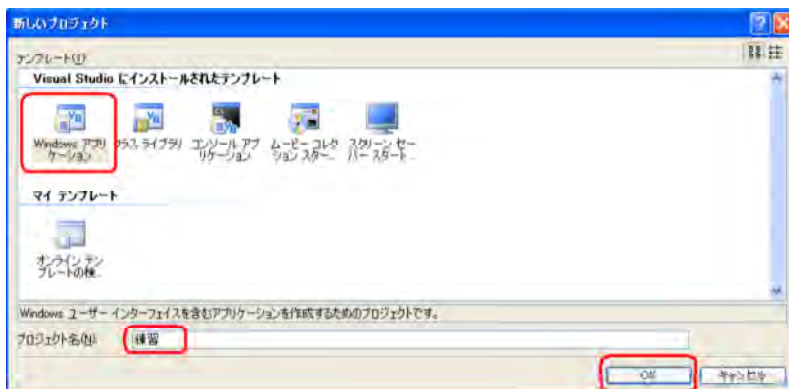 新しいプロジェクト
テンプレート(T)
Visual Studio にインストールされたテンプレート
Windows アプリ
ケーション
クラス ライブラリ
コンソール アプ
リケーション
ムービー コレク
ション スター...
スクリーン セー
バー スタート...
マイ テンプレート
オンライン テン
プレートの検...
Windows ユーザー インターフェイスを含むアプリケーションを作成するためのプロジェクトです。
プロジェクト名(N):
練習
OK
キャンセル